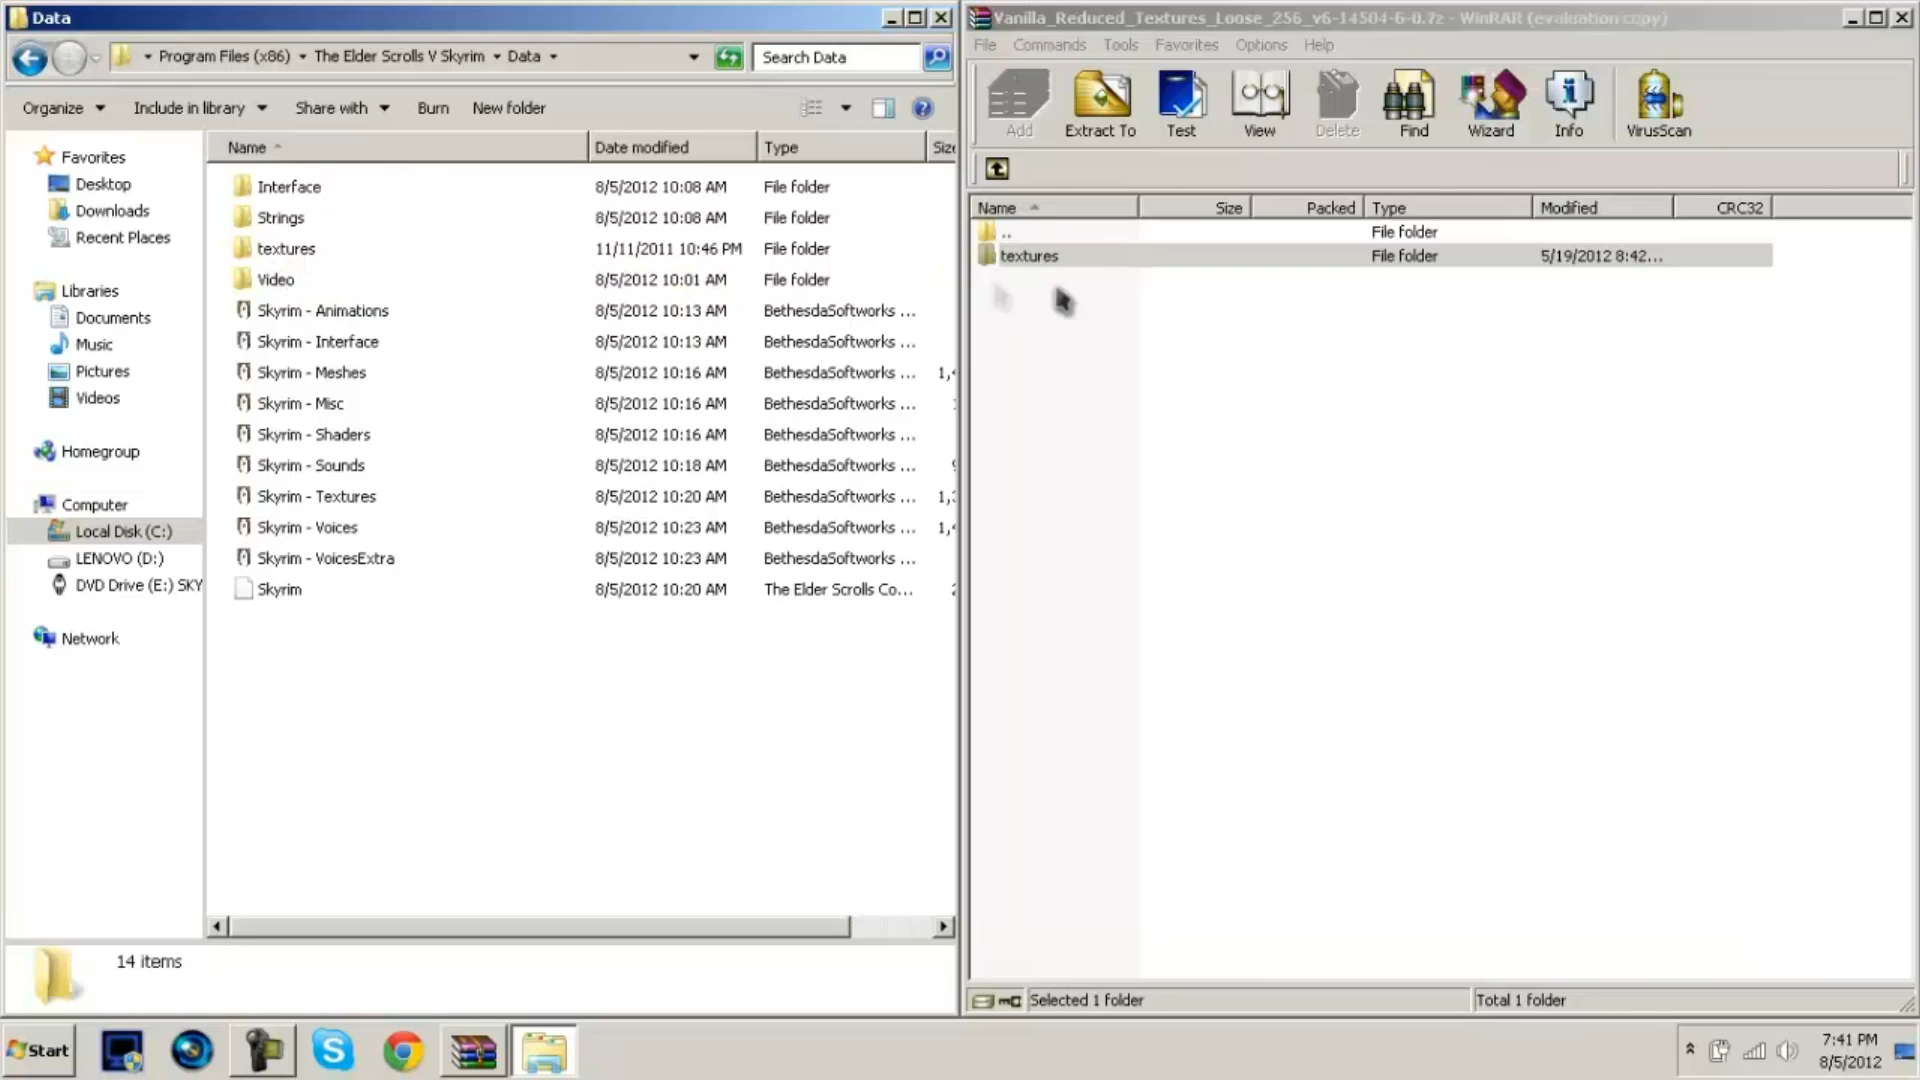 Data
Program Files (x86) The Elder Scrolls V Skyrim Data
Search Data
Organize Include in library Share with Burn New folder
Favorites
Desktop
Downloads
Recent Places
Libraries
Documents
Music
Pictures
Videos
Homegroup
Computer
Local Disk (C:)
LENOVO (D:)
DVD Drive (E:) SKY
Network
Name Date modified Type Size
Interface 8/5/2012 10:08 AM File folder
Strings 8/5/2012 10:08 AM File folder
textures 11/11/2011 10:46 PM File folder
Video 8/5/2012 10:01 AM File folder
Skyrim - Animations 8/5/2012 10:13 AM BethesdaSoftworks ...
Skyrim - Interface 8/5/2012 10:13 AM BethesdaSoftworks ...
Skyrim - Meshes 8/5/2012 10:16 AM BethesdaSoftworks ...
Skyrim - Misc 8/5/2012 10:16 AM BethesdaSoftworks ...
Skyrim - Shaders 8/5/2012 10:16 AM BethesdaSoftworks ...
Skyrim - Sounds 8/5/2012 10:18 AM BethesdaSoftworks ...
Skyrim - Textures 8/5/2012 10:20 AM BethesdaSoftworks ...
Skyrim - Voices 8/5/2012 10:23 AM BethesdaSoftworks ...
Skyrim - VoicesExtra 8/5/2012 10:23 AM BethesdaSoftworks ...
Skyrim 8/5/2012 10:20 AM The Elder Scrolls Co...
14 items
Vanilla_Reduced_Textures_Loose_256_v6-14504-6-0.7z - WinRAR (evaluation copy)
File Commands Tools Favorites Options Help
Add Extract To Test View Delete Find Wizard Info VirusScan
Name Size Packed Type Modified CRC32
.. File folder
textures File folder 5/19/2012 8:42...
Selected 1 folder Total 1 folder
Start
7:41 PM
8/5/2012